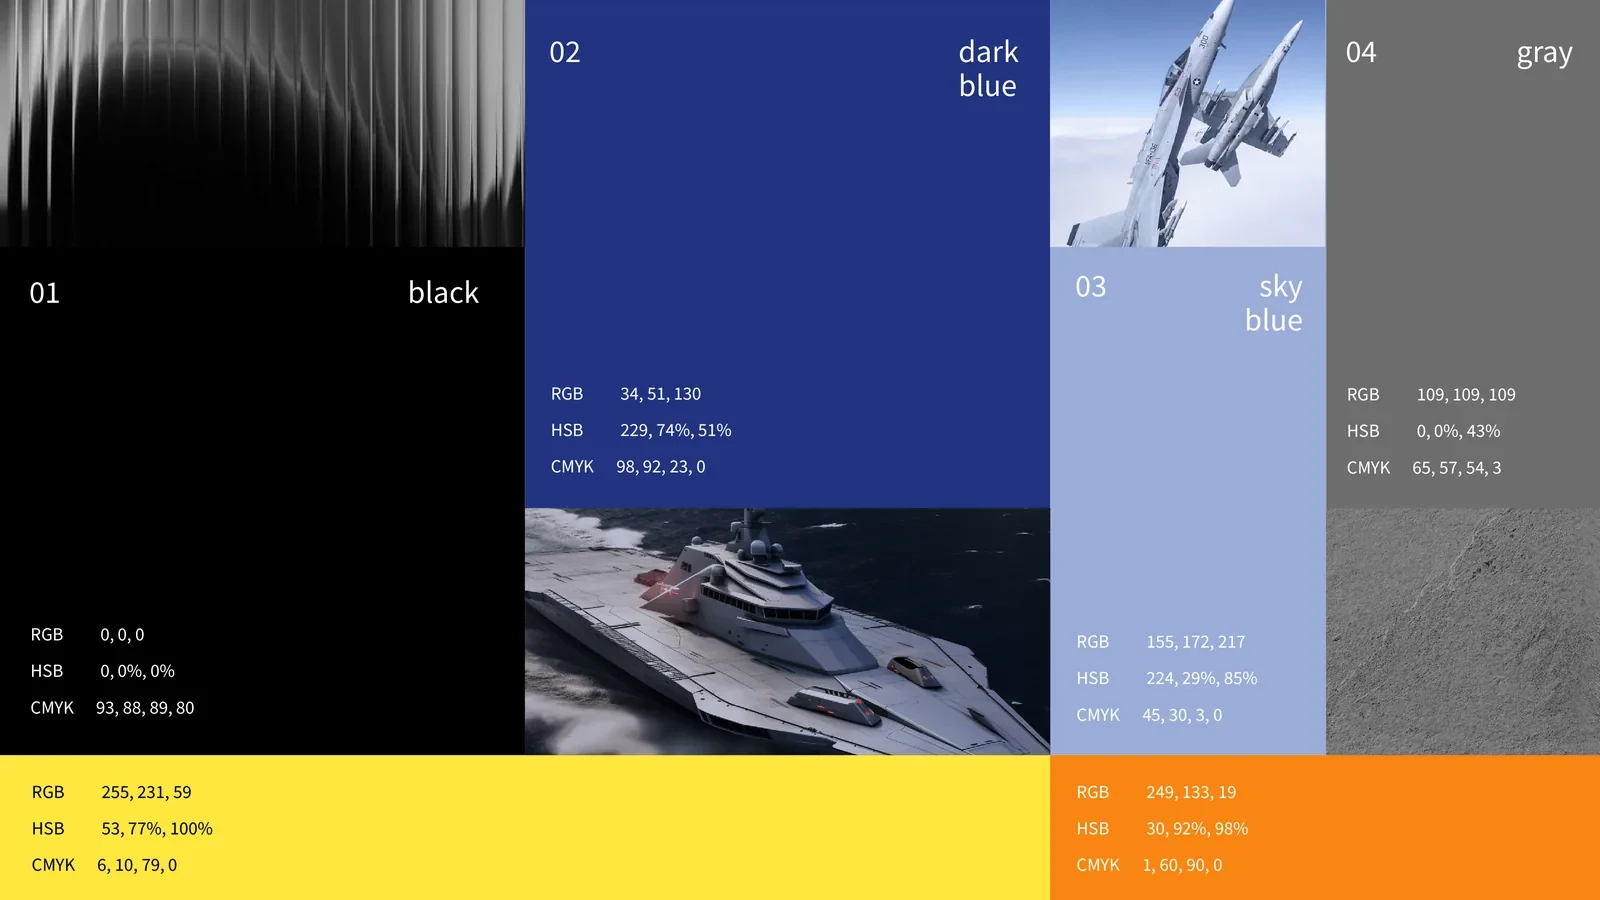 01 black
RGB 0, 0, 0
HSB 0, 0%, 0%
CMYK 93, 88, 89, 80
02 dark
blue
RGB 34, 51, 130
HSB 229, 74%, 51%
CMYK 98, 92, 23, 0
300
03 sky
blue
RGB 155, 172, 217
HSB 224, 29%, 85%
CMYK 45, 30, 3, 0
04 gray
RGB 109, 109, 109
HSB 0, 0%, 43%
CMYK 65, 57, 54, 3
RGB 255, 231, 59
HSB 53, 77%, 100%
CMYK 6, 10, 79, 0
RGB 249, 133, 19
HSB 30, 92%, 98%
CMYK 1, 60, 90, 0